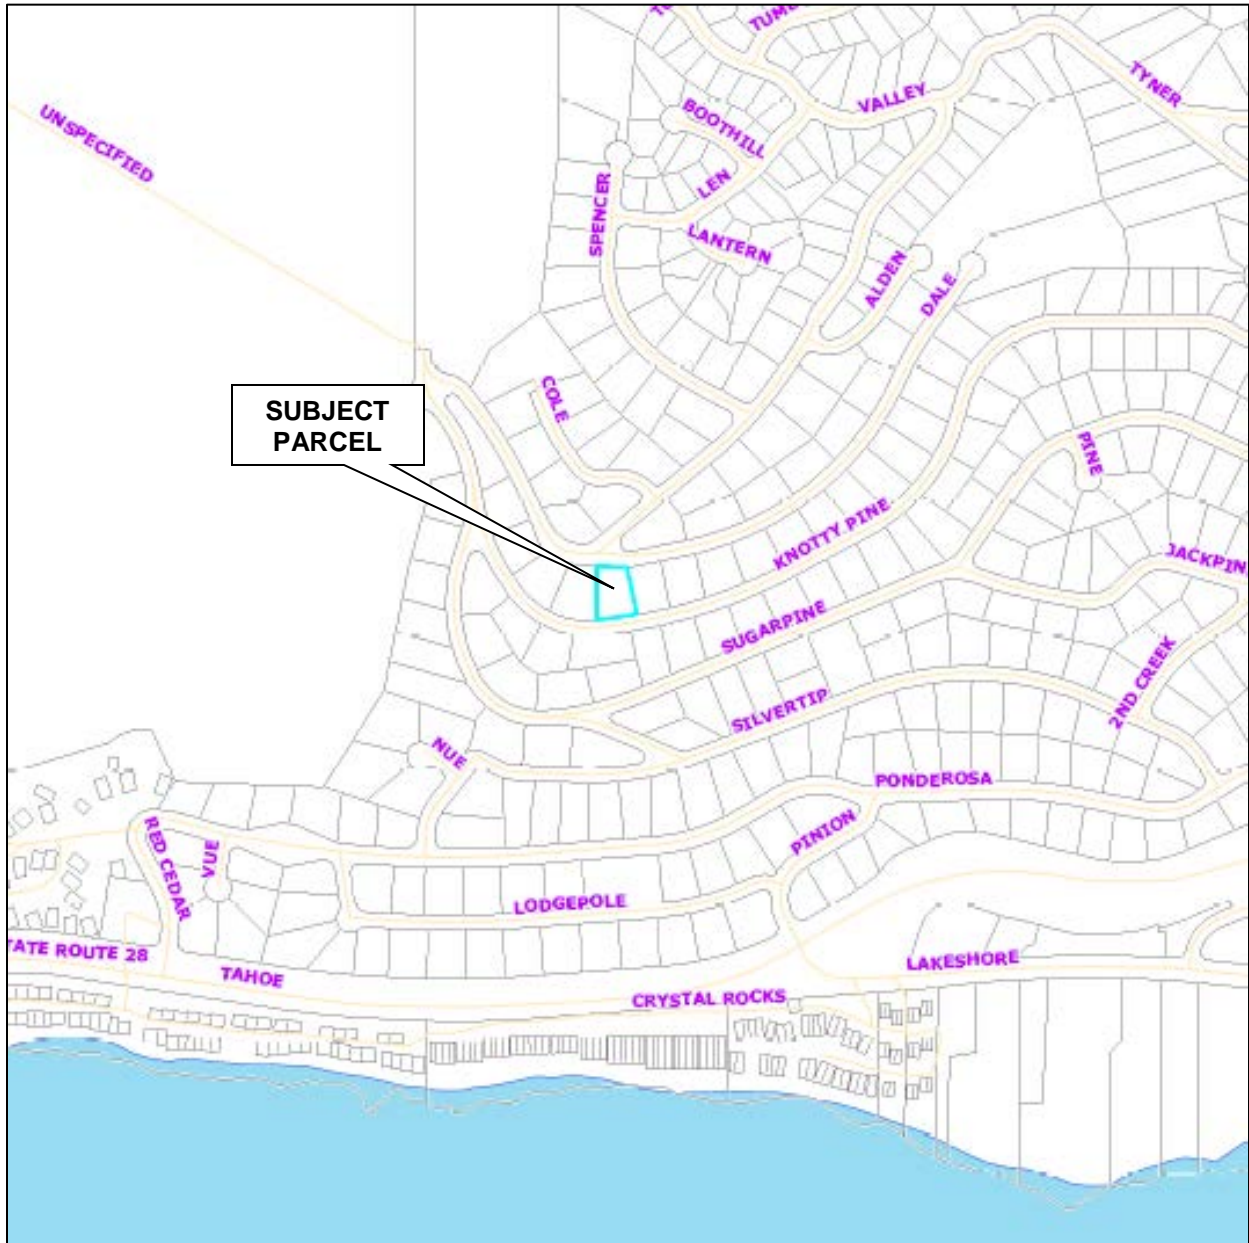 TUMB
UNSPECIFIED
VALLEY
TYNER
BOOTHILL
LEN
SPENCER
LANTERN
ALDEN
DALE
COLE
SUBJECT
PARCEL
PINE
KNOTTY PINE
JACKPIN
SUGARPINE
2ND CREEK
SILVERTIP
NUE
PONDEROSA
PINION
RED CEDAR
VUE
LODGEPOLE
TATE ROUTE 28
TAHOE
LAKESHORE
CRYSTAL ROCKS